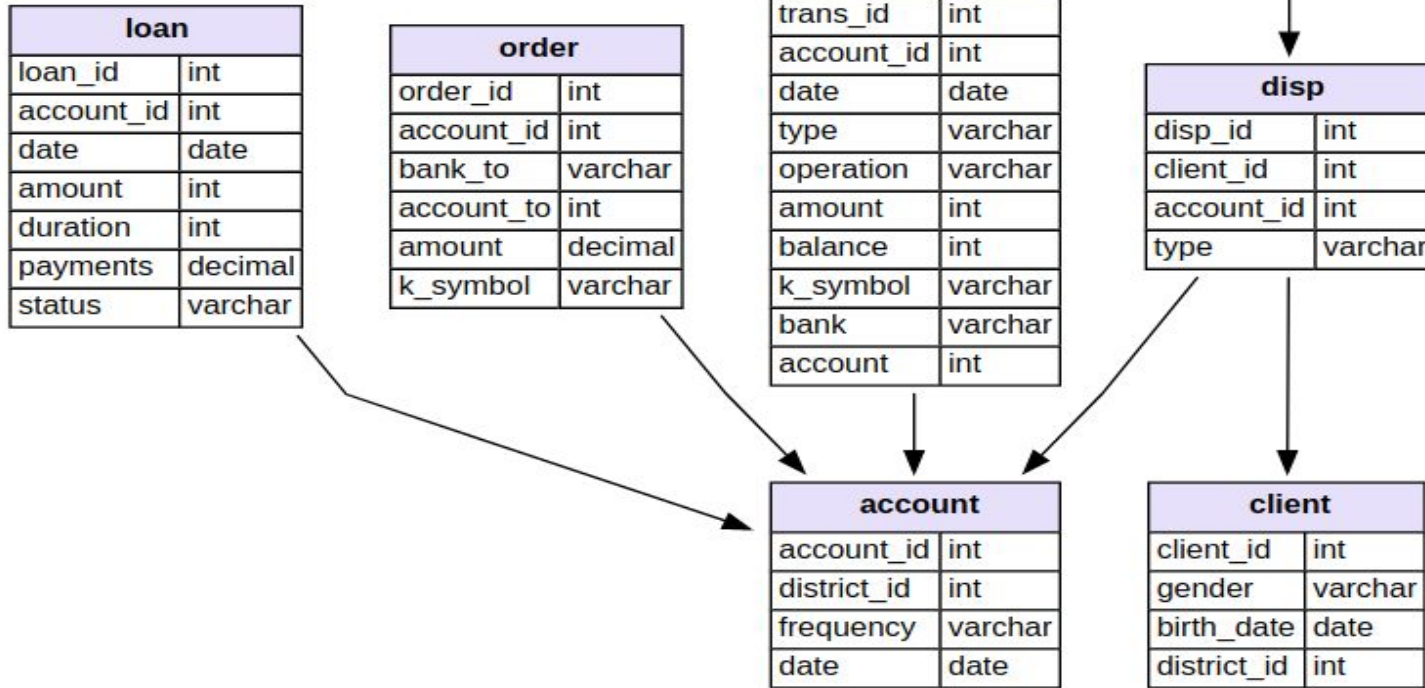 loan
loan_id int
account_id int
date date
amount int
duration int
payments decimal
status varchar
order
order_id int
account_id int
bank_to varchar
account_to int
amount decimal
k_symbol varchar
trans_id int
account_id int
date date
type varchar
operation varchar
amount int
balance int
k_symbol varchar
bank varchar
account int
disp
disp_id int
client_id int
account_id int
type varchar
account
account_id int
district_id int
frequency varchar
date date
client
client_id int
gender varchar
birth_date date
district_id int